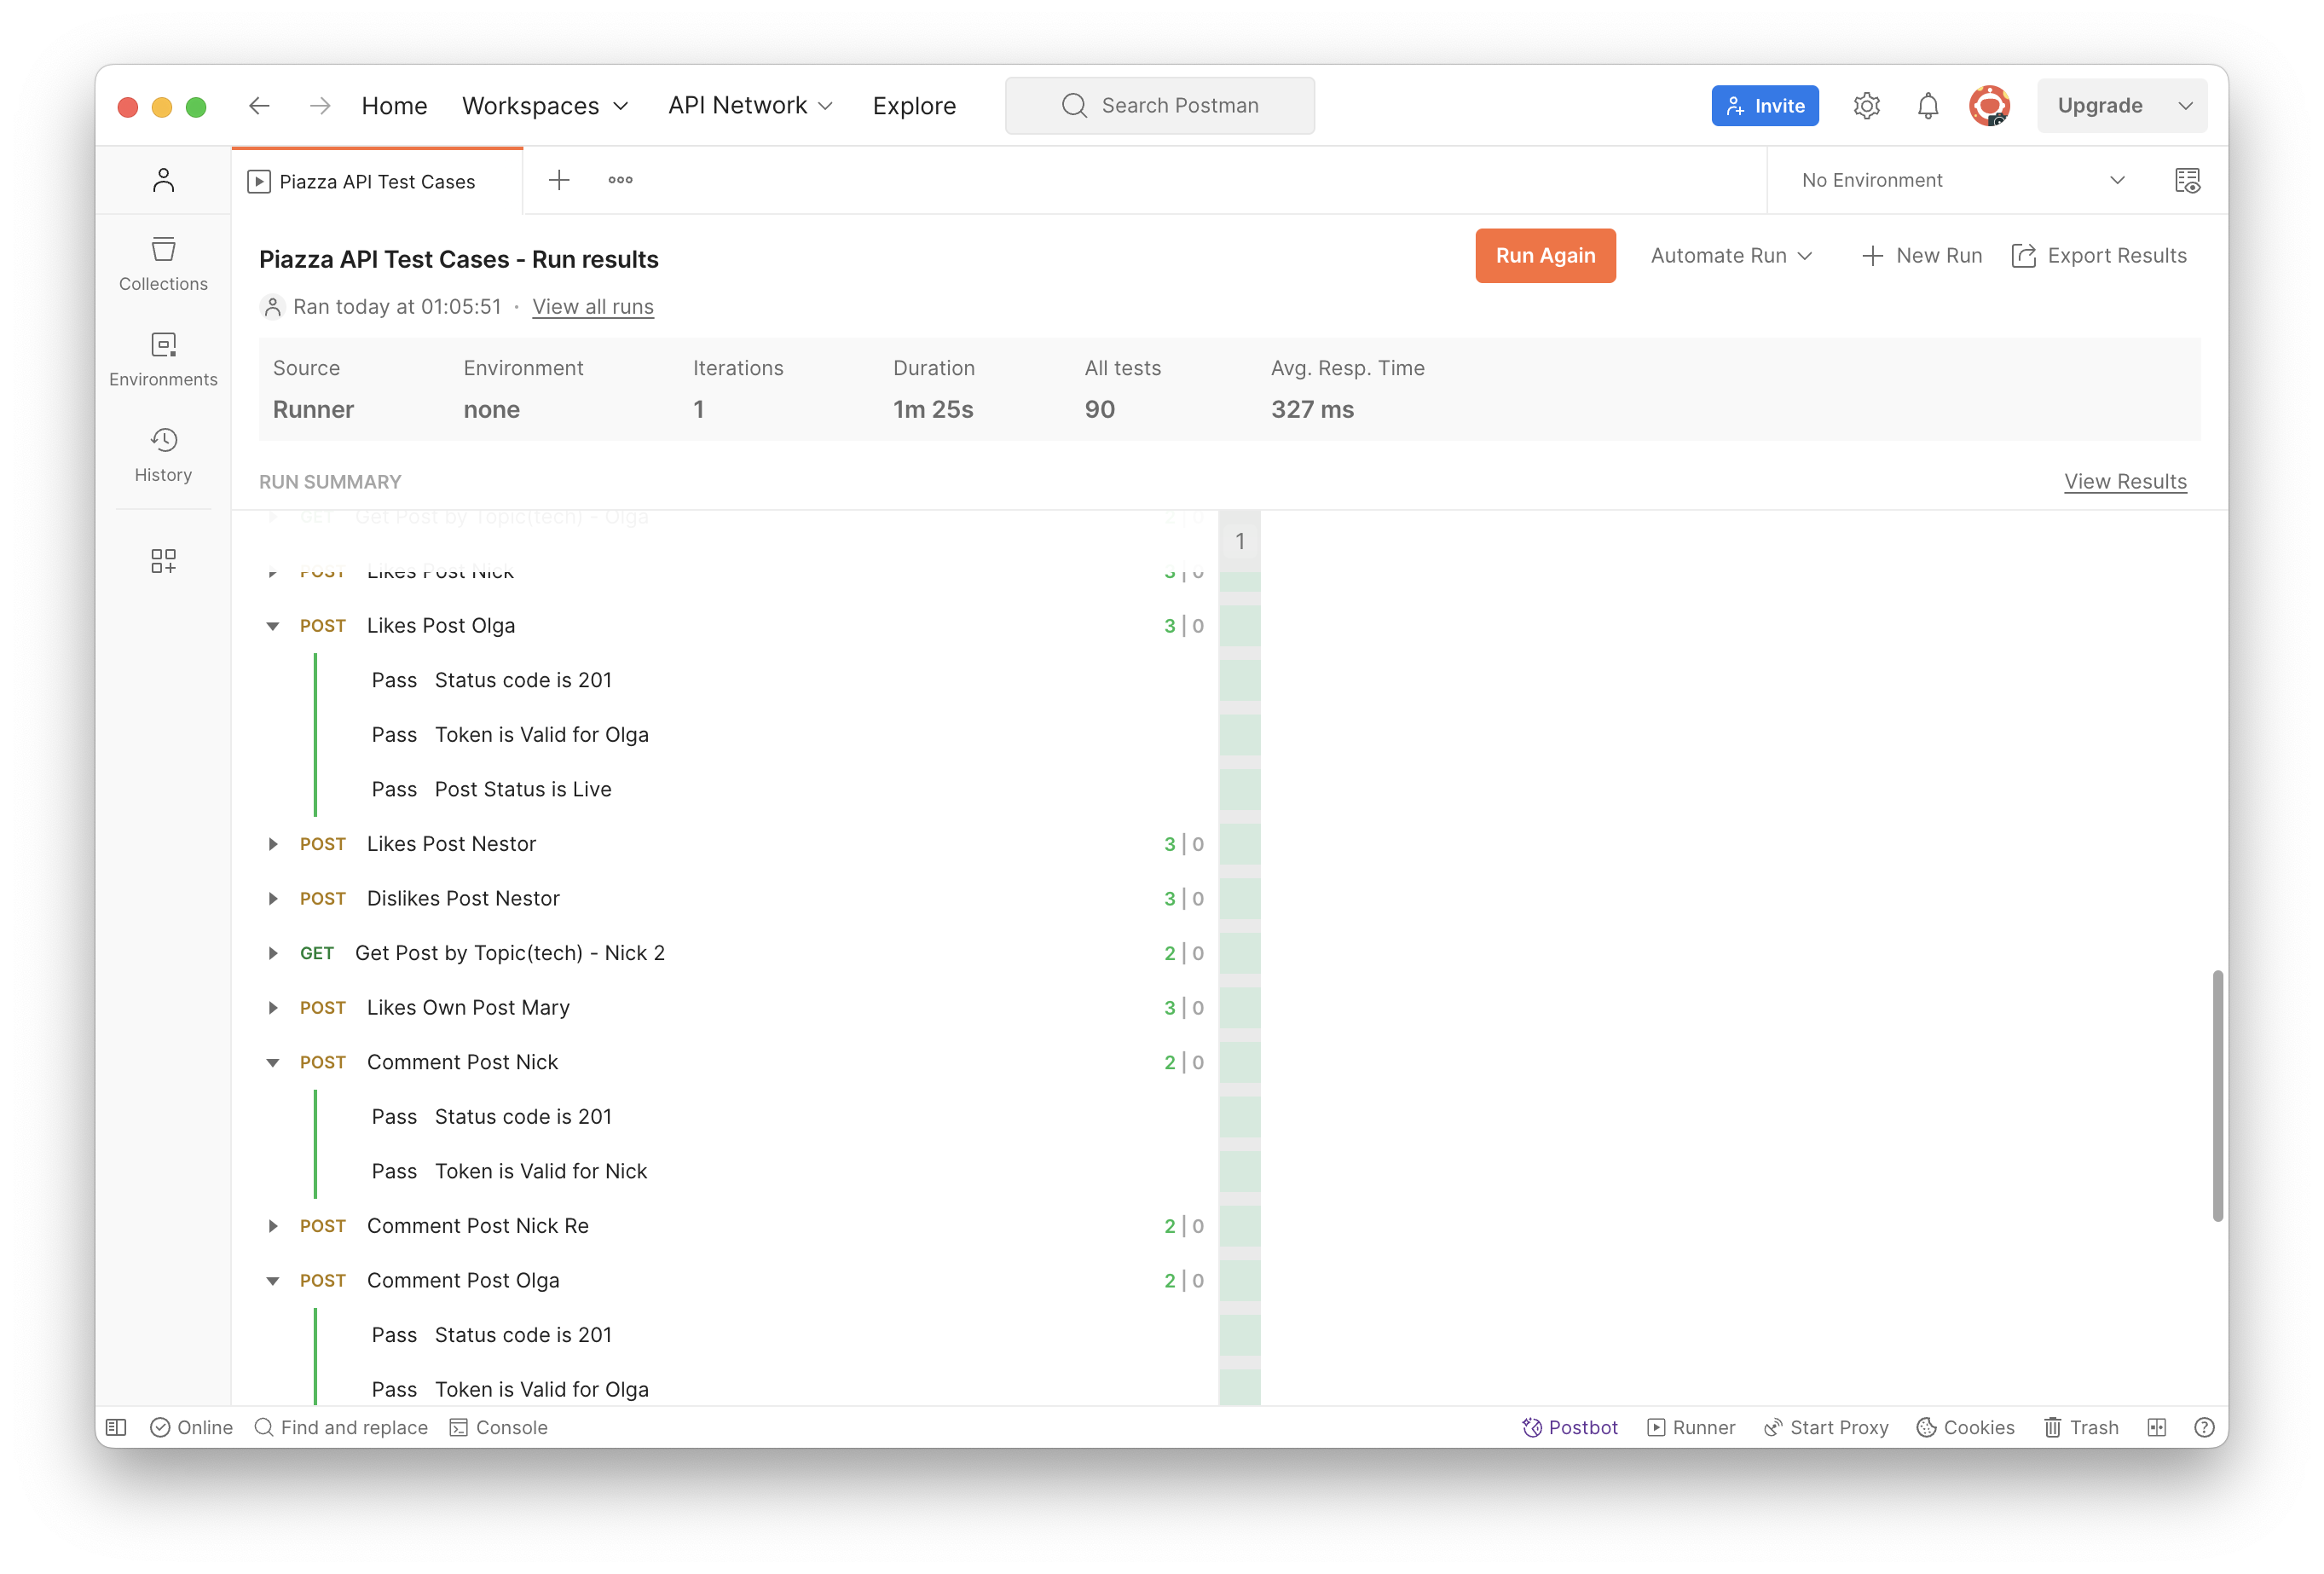 Home Workspaces API Network Explore Search Postman Invite Upgrade
Piazza API Test Cases No Environment
Collections
Environments
History
Piazza API Test Cases - Run results
Run Again Automate Run New Run Export Results
Ran today at 01:05:51 · View all runs
Source Environment Iterations Duration All tests Avg. Resp. Time
Runner none 1 1m 25s 90 327 ms
RUN SUMMARY View Results
GET Get Post by Topic(tech) - Olga 2 | 0
1
POST Likes Post Nick 3 | 0
POST Likes Post Olga 3 | 0
Pass Status code is 201
Pass Token is Valid for Olga
Pass Post Status is Live
POST Likes Post Nestor 3 | 0
POST Dislikes Post Nestor 3 | 0
GET Get Post by Topic(tech) - Nick 2 2 | 0
POST Likes Own Post Mary 3 | 0
POST Comment Post Nick 2 | 0
Pass Status code is 201
Pass Token is Valid for Nick
POST Comment Post Nick Re 2 | 0
POST Comment Post Olga 2 | 0
Pass Status code is 201
Pass Token is Valid for Olga
Online Find and replace Console Postbot Runner Start Proxy Cookies Trash